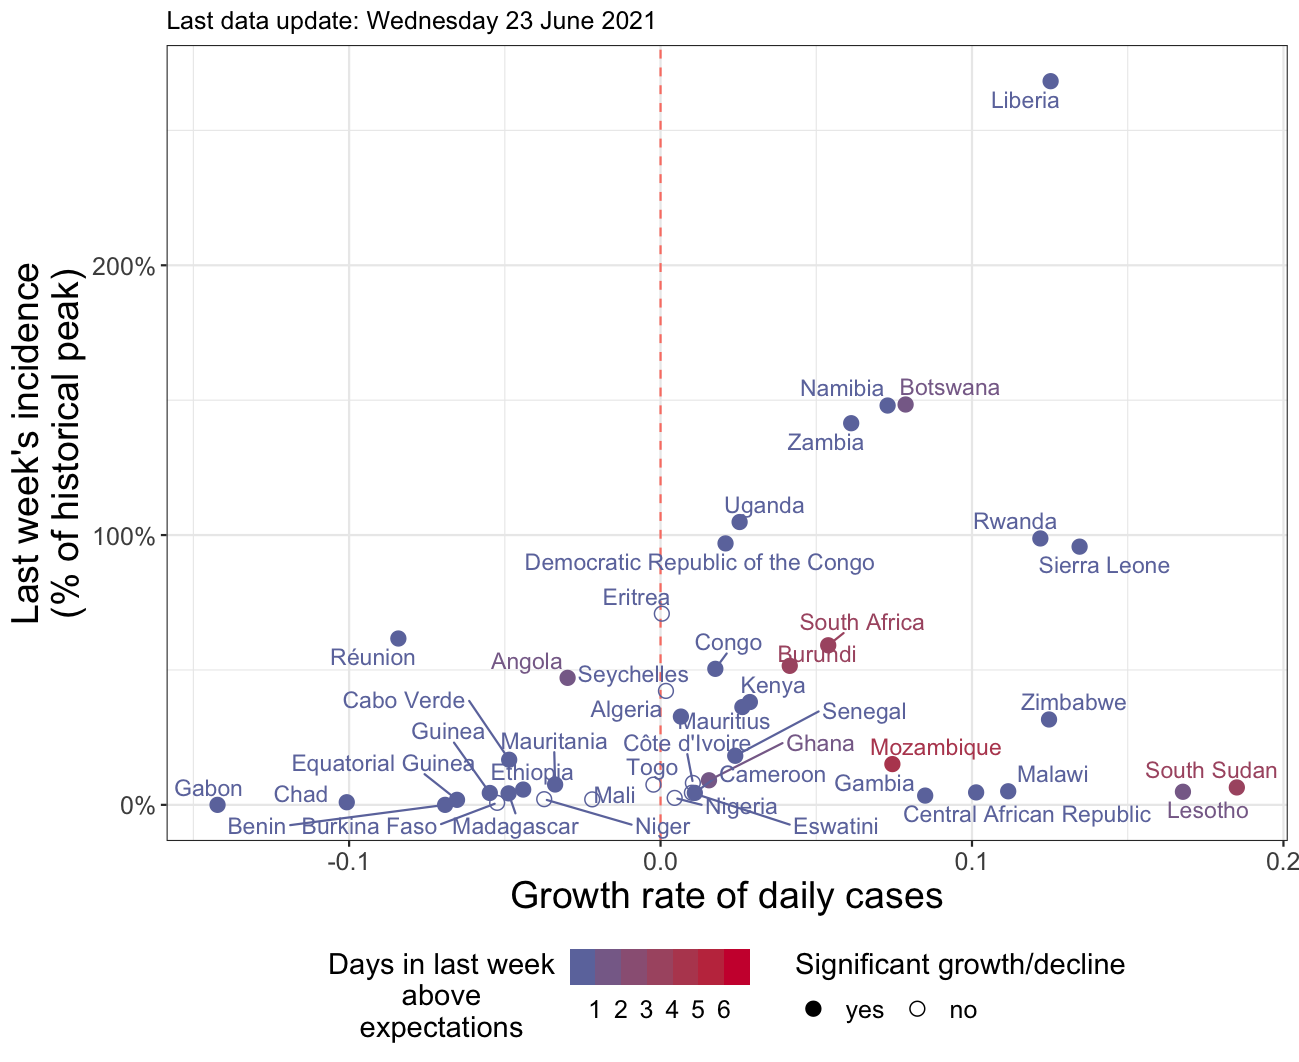 Last data update: Wednesday 23 June 2021
Last week's incidence
(% of historical peak)
200%
100%
0%
Liberia
Namibia
Botswana
Zambia
Uganda
Rwanda
Democratic Republic of the Congo
Sierra Leone
Eritrea
South Africa
Congo
Burundi
Réunion
Angola
Seychelles
Kenya
Cabo Verde
Algeria
Mauritius
Senegal
Zimbabwe
Guinea
Mauritania
Côte d'Ivoire
Ghana
Mozambique
Equatorial Guinea
Ethiopia
Togo
Cameroon
Malawi
South Sudan
Gabon
Chad
Mali
Gambia
Nigeria
Central African Republic
Lesotho
Benin
Burkina Faso
Madagascar
Niger
Eswatini
-0.1
0.0
0.1
0.2
Growth rate of daily cases
Days in last week
above
expectations
1 2 3 4 5 6
Significant growth/decline
yes
no